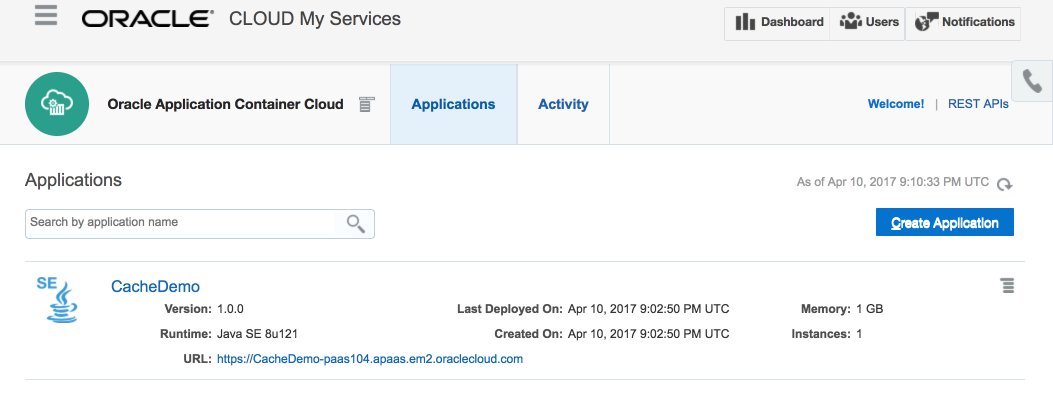 ORACLE® CLOUD My Services
Dashboard Users Notifications
Oracle Application Container Cloud Applications Activity Welcome! | REST APIs
Applications
As of Apr 10, 2017 9:10:33 PM UTC
Search by application name
Create Application
SE
CacheDemo
Version: 1.0.0 Last Deployed On: Apr 10, 2017 9:02:50 PM UTC Memory: 1 GB
Runtime: Java SE 8u121 Created On: Apr 10, 2017 9:02:50 PM UTC Instances: 1
URL: https://CacheDemo-paas104.apaas.em2.oraclecloud.com